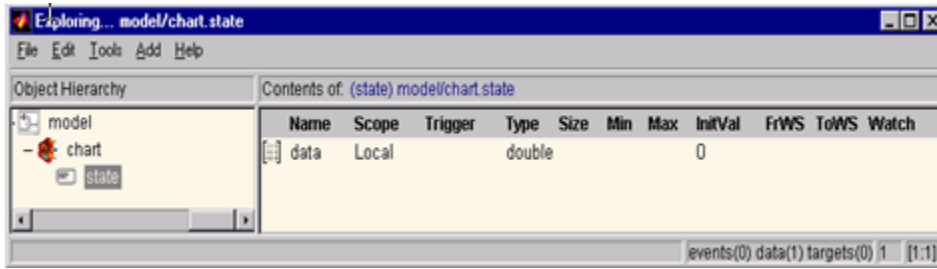 Exploring... model/chart.state
File Edit Tools Add Help
Object Hierarchy
Contents of: (state) model/chart.state
model
chart
state
Name Scope Trigger Type Size Min Max InitVal FrWS ToWS Watch
data Local double 0
events(0) data(1) targets(0) 1 [1:1]